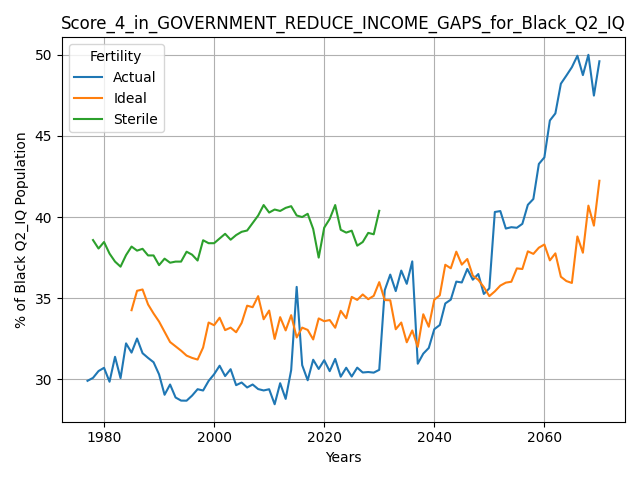 Score_4_in_GOVERNMENT_REDUCE_INCOME_GAPS_for_Black_Q2_IQ
% of Black Q2_IQ Population
50
45
40
35
30
Fertility
Actual
Ideal
Sterile
1980
2000
2020
2040
2060
Years